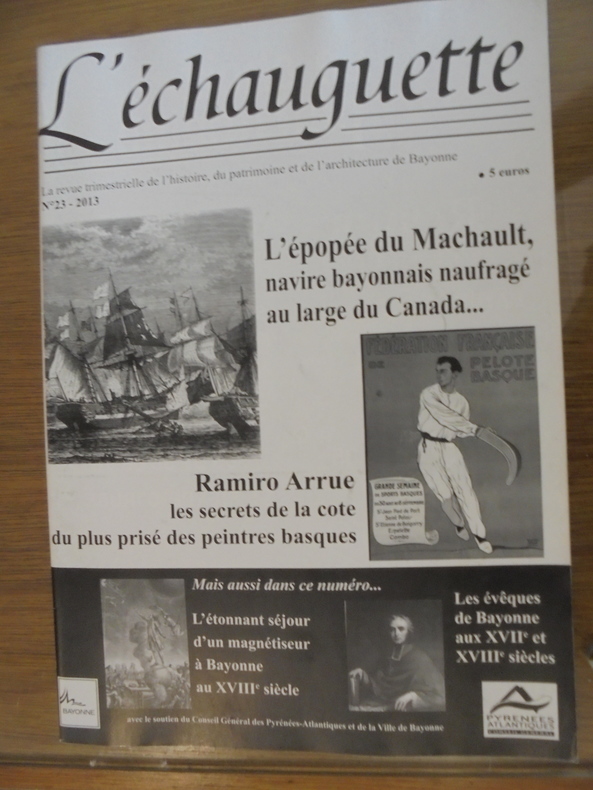 L'échauguette
La revue trimestrielle de l'histoire, du patrimoine et de l'architecture de Bayonne
N°23 - 2013
• 5 euros
L'épopée du Machault,
navire bayonnais naufragé
au large du Canada...
FÉDÉRATION FRANÇAISE
DE PELOTE
BASQUE
GRANDE SEMAINE
Ramiro Arrue
les secrets de la cote
du plus prisé des peintres basques
Mais aussi dans ce numéro...
L'étonnant séjour
d'un magnétiseur
à Bayonne
au XVIIIe siècle
Les évêques
de Bayonne
aux XVIIe et
XVIIIe siècles
BAYONNE
avec le soutien du Conseil Général des Pyrénées-Atlantiques et de la Ville de Bayonne
PYRÉNÉES
ATLANTIQUES
CONSEIL GÉNÉRAL